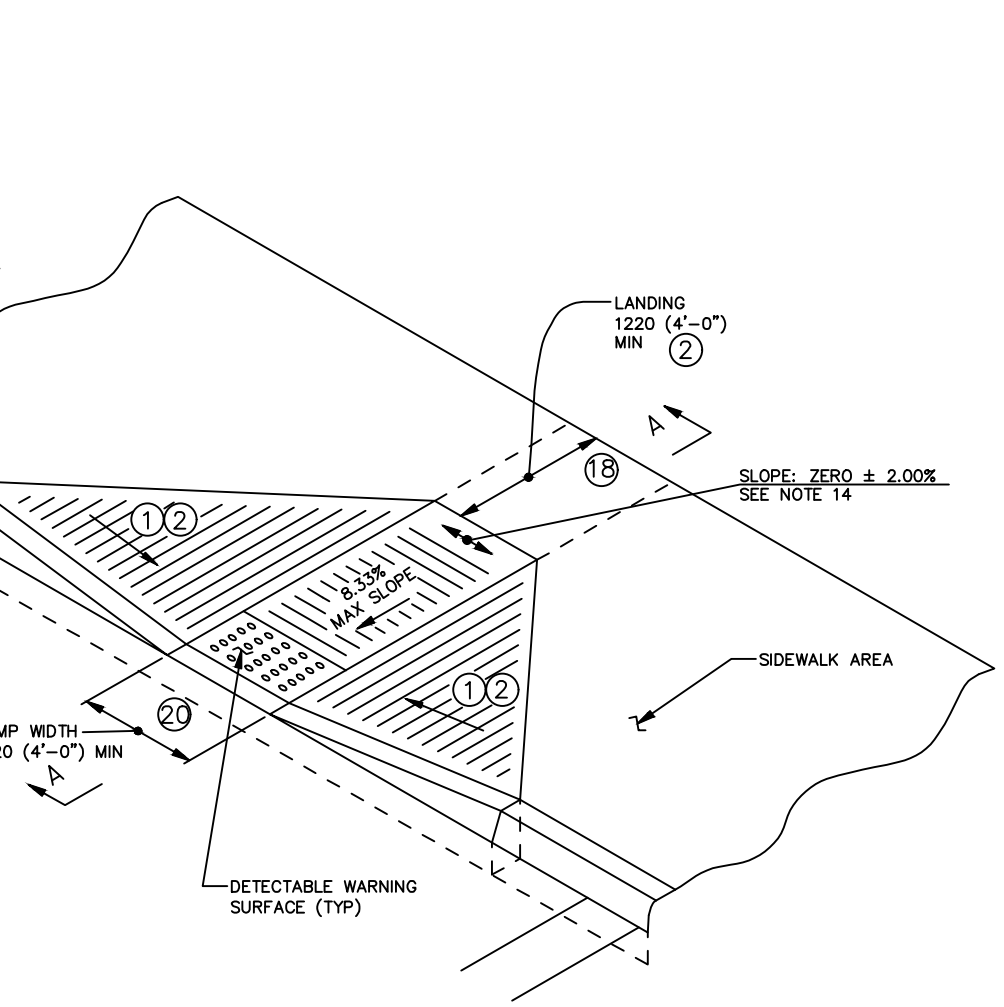 LANDING
1220 (4'-0")
MIN 2
A
18
SLOPE: ZERO ± 2.00%
SEE NOTE 14
1 2
8.33%
MAX SLOPE
SIDEWALK AREA
1 2
20
MP WIDTH
20 (4'-0") MIN
A
DETECTABLE WARNING
SURFACE (TYP)